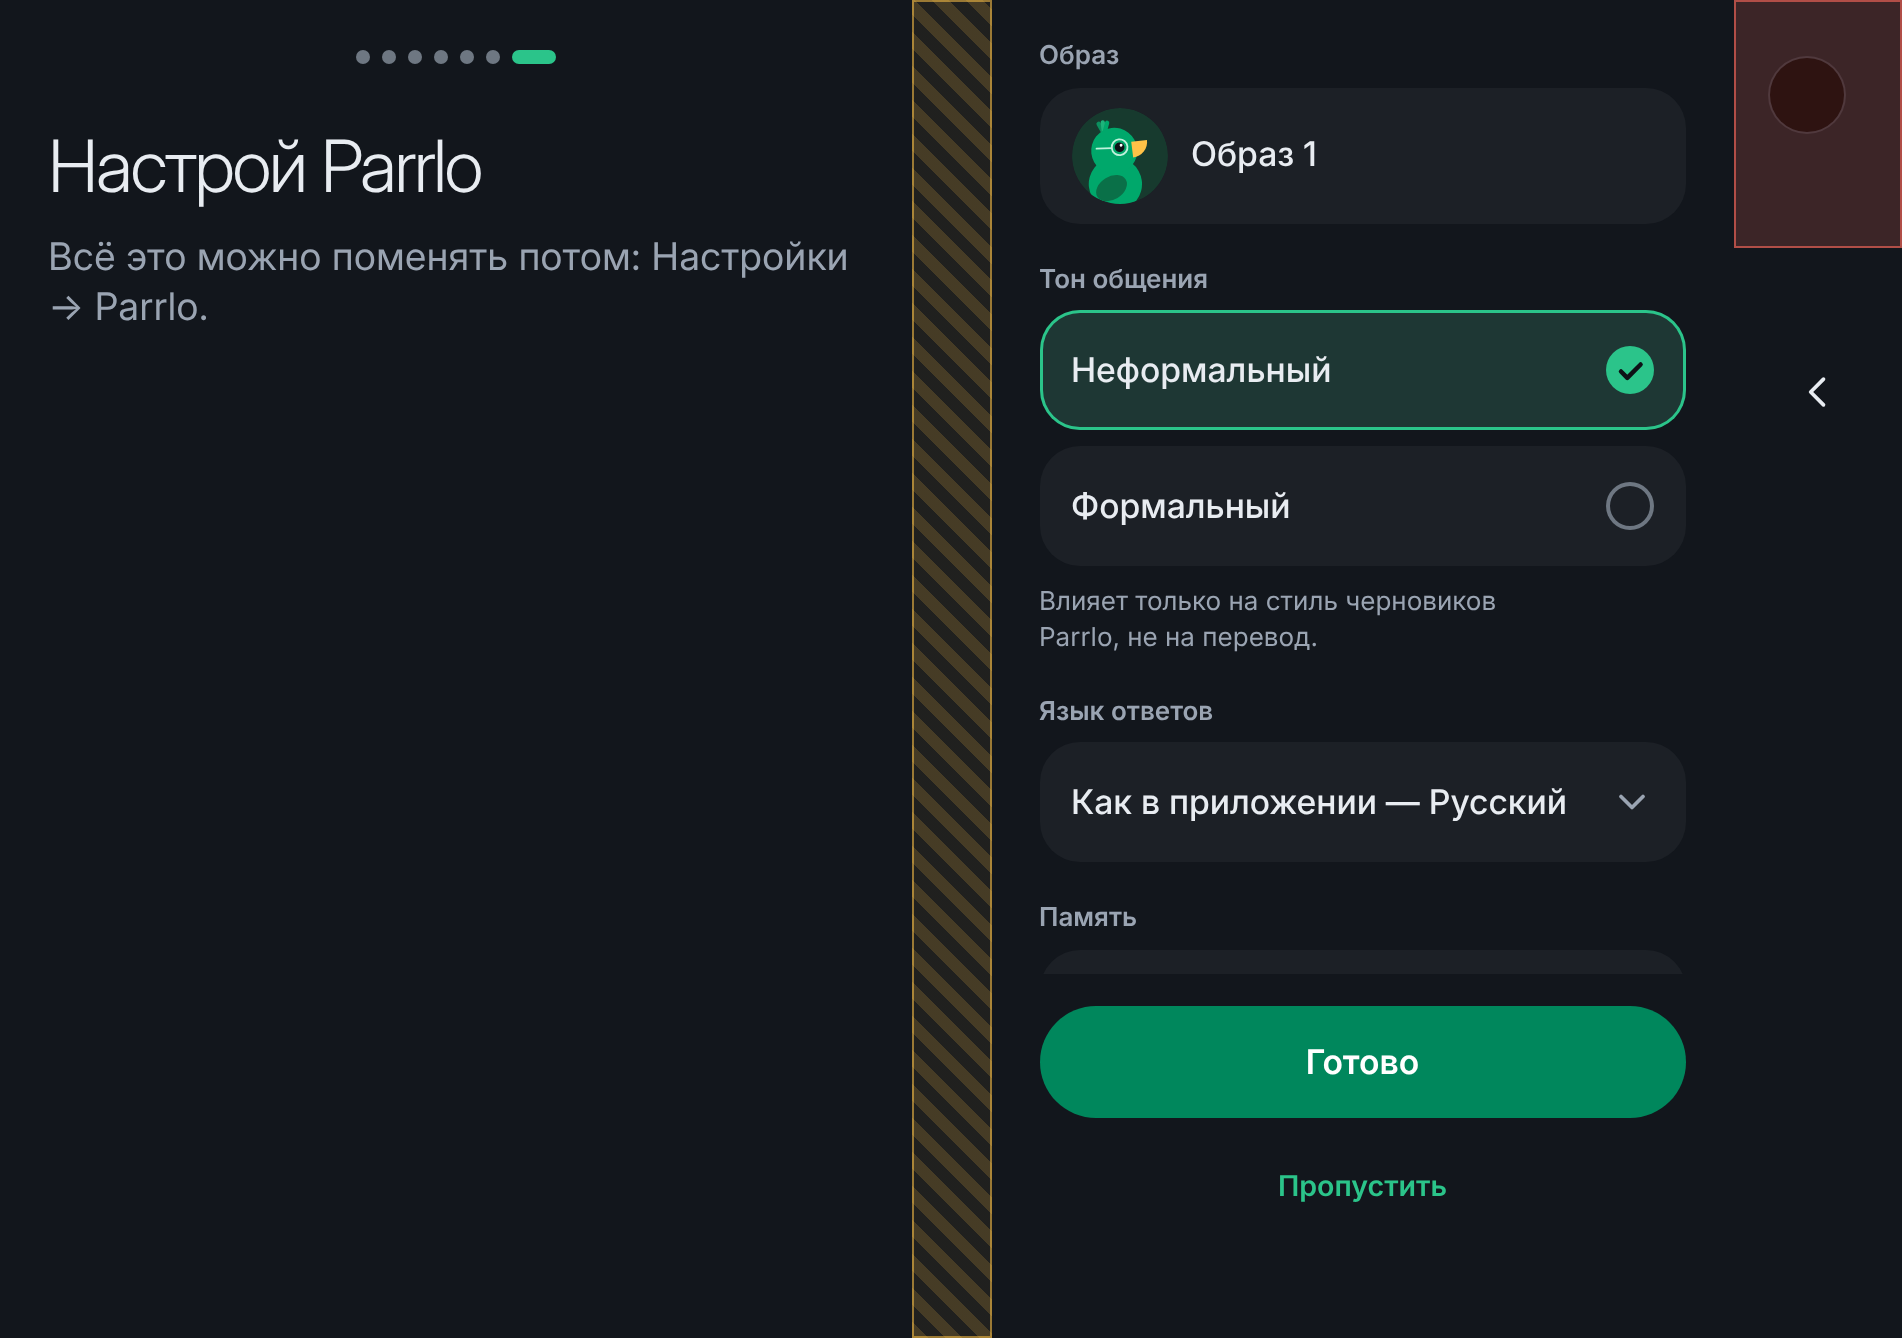 Настрой Parrlo
Всё это можно поменять потом: Настройки
→ Parrlo.
Образ
Образ 1
Тон общения
Неформальный
Формальный
Влияет только на стиль черновиков
Parrlo, не на перевод.
Язык ответов
Как в приложении — Русский
Память
Готово
Пропустить